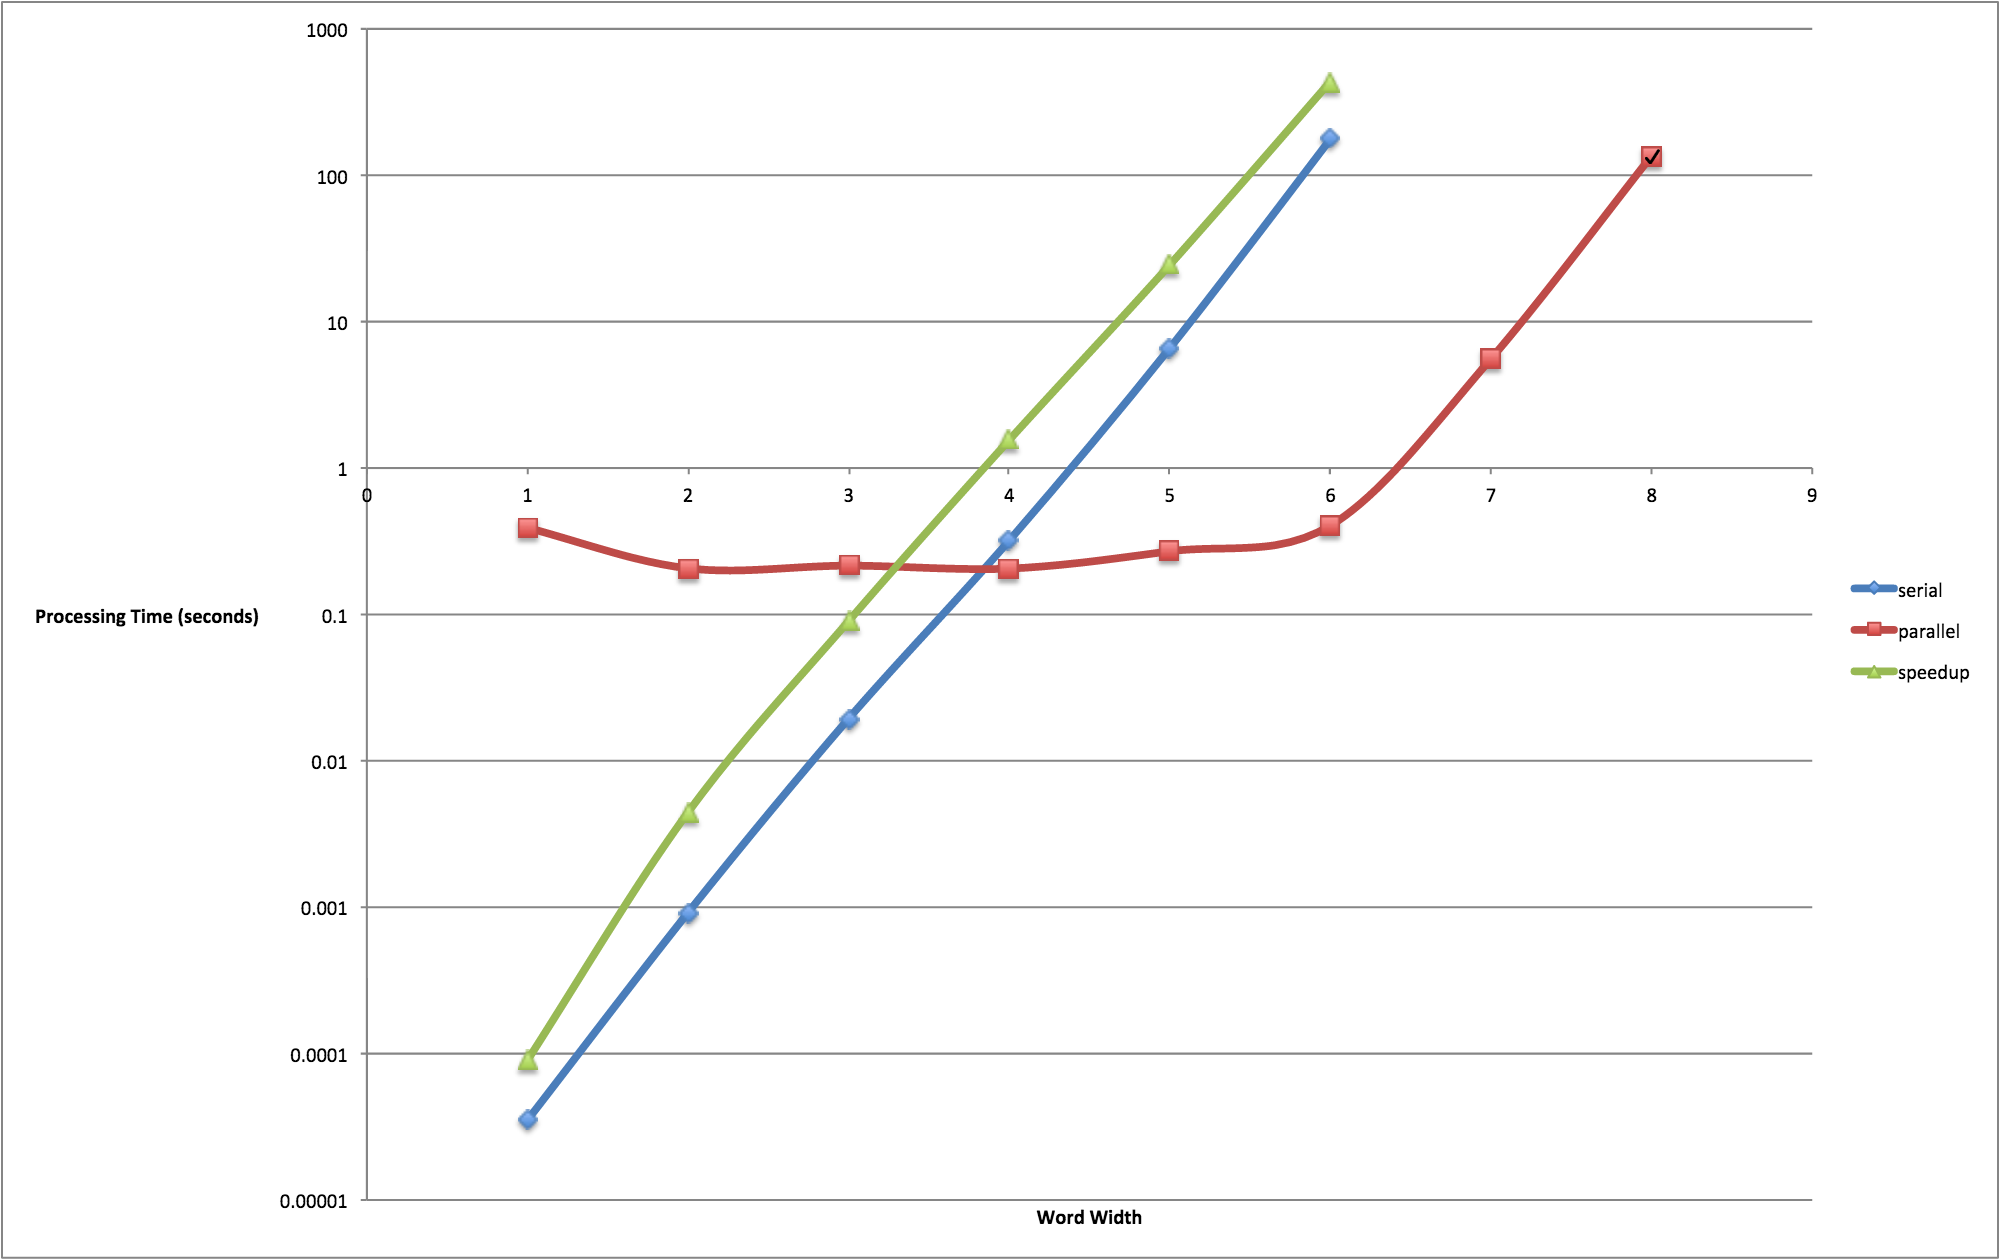 1000
100
10
1
0 1 2 3 4 5 6 7 8 9
0.1
0.01
0.001
0.0001
0.00001
Processing Time (seconds)
Word Width
serial
parallel
speedup